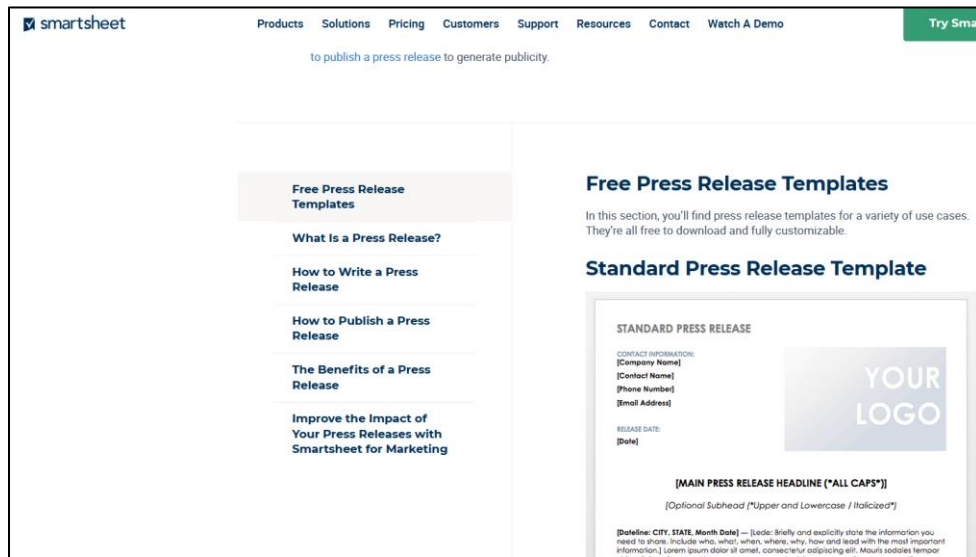 smartsheet
Products Solutions Pricing Customers Support Resources Contact Watch A Demo
Try Sma
to publish a press release to generate publicity.
Free Press Release
Templates
What Is a Press Release?
How to Write a Press
Release
How to Publish a Press
Release
The Benefits of a Press
Release
Improve the Impact of
Your Press Releases with
Smartsheet for Marketing
Free Press Release Templates
In this section, you'll find press release templates for a variety of use cases.
They're all free to download and fully customizable.
Standard Press Release Template
STANDARD PRESS RELEASE
CONTACT INFORMATION:
[Company Name]
[Contact Name]
[Phone Number]
[Email Address]
RELEASE DATE:
[Date]
YOUR
LOGO
[MAIN PRESS RELEASE HEADLINE (*ALL CAPS*)]
[Optional Subhead (*Upper and Lowercase / Italicized*)
[Dateline: CITY, STATE, Month Date] — [Lede: Briefly and explicitly state the information you
need to share. Include who, what, when, where, why, how and lead with the most important
information.] Lorem ipsum dolor sit amet, consectetur adipiscing elit. Mauris sodales tempor